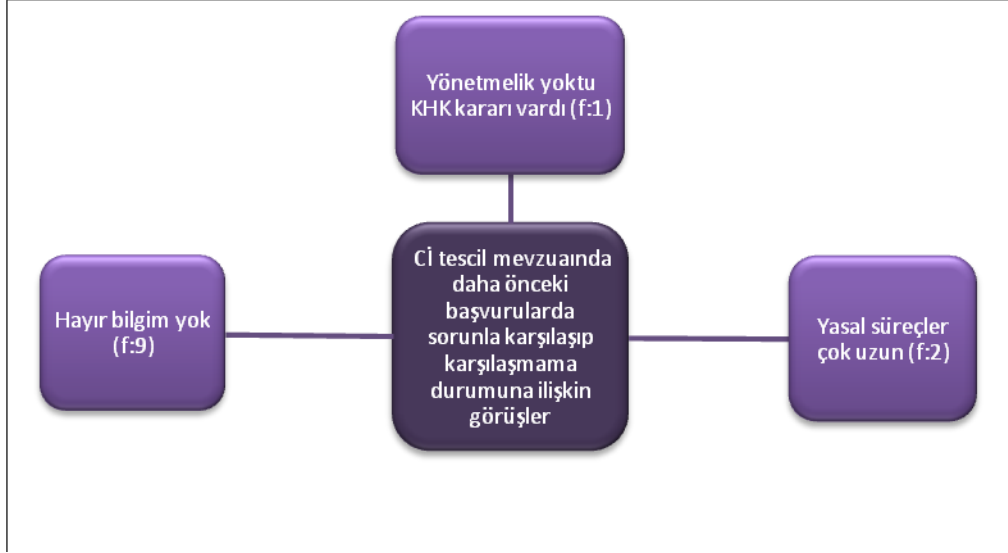 Yönetmelik yoktu
KHK kararı vardı (f:1)
Cİ tescil mevzuaında
daha önceki
başvurularda
sorunla karşılaşıp
karşılaşmama
durumuna ilişkin
görüşler
Hayır bilgim yok
(f:9)
Yasal süreçler
çok uzun (f:2)